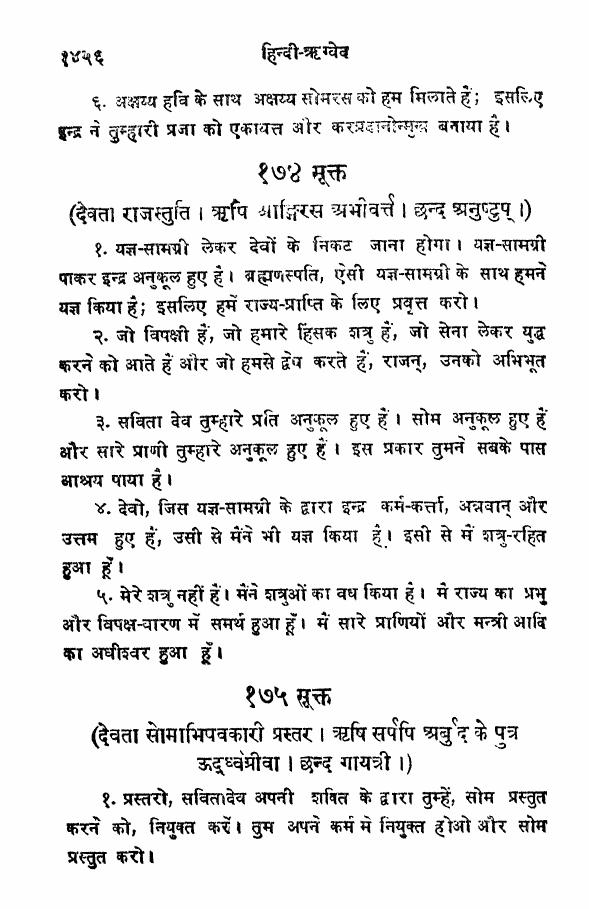 १४५६
हिन्दी-ऋग्वेद
६. अक्षय्य हवि के साथ अक्षय्य सोमरस को हम मिलाते हैं; इसलिए
इन्द्र ने तुम्हारी प्रजा को एकायत्त और करप्रदानोन्मुख बनाया है।
१७४ सूक्त
(देवता राजस्तुति। ऋषि आङ्गिरस अभीवर्त्त। छन्द अनुष्टुप्।)
१. यज्ञ-सामग्री लेकर देवों के निकट जाना होगा। यज्ञ-सामग्री
पाकर इन्द्र अनुकूल हुए हैं। ब्रह्मणस्पति, ऐसी यज्ञ-सामग्री के साथ हमने
यज्ञ किया है; इसलिए हमें राज्य-प्राप्ति के लिए प्रवृत्त करो।
२. जो विपक्षी हैं, जो हमारे हिंसक शत्रु हैं, जो सेना लेकर युद्ध
करने को आते हैं और जो हमसे द्वेष करते हैं, राजन्, उनको अभिभूत
करो।
३. सविता देव तुम्हारे प्रति अनुकूल हुए हैं। सोम अनुकूल हुए हैं
और सारे प्राणी तुम्हारे अनुकूल हुए हैं। इस प्रकार तुमने सबके पास
आश्रय पाया है।
४. देवो, जिस यज्ञ-सामग्री के द्वारा इन्द्र कर्म-कर्त्ता, अन्नवान् और
उत्तम हुए हैं, उसी से मैंने भी यज्ञ किया है। इसी से मैं शत्रु-रहित
हुआ हूँ।
५. मेरे शत्रु नहीं हैं। मैंने शत्रुओं का वध किया है। मैं राज्य का प्रभु
और विपक्ष-वारण में समर्थ हुआ हूँ। मैं सारे प्राणियों और मन्त्री आदि
का अधीश्वर हुआ हूँ।
१७५ सूक्त
(देवता सोमाभिषवकारी प्रस्तर। ऋषि सर्पर्षि अर्बुद के पुत्र
ऊद्ध्र्वग्रीवा। छन्द गायत्री।)
१. प्रस्तरो, सवितादेव अपनी शक्ति के द्वारा तुम्हें, सोम प्रस्तुत
करने को, नियुक्त करें। तुम अपने कर्म में नियुक्त होओ और सोम
प्रस्तुत करो।